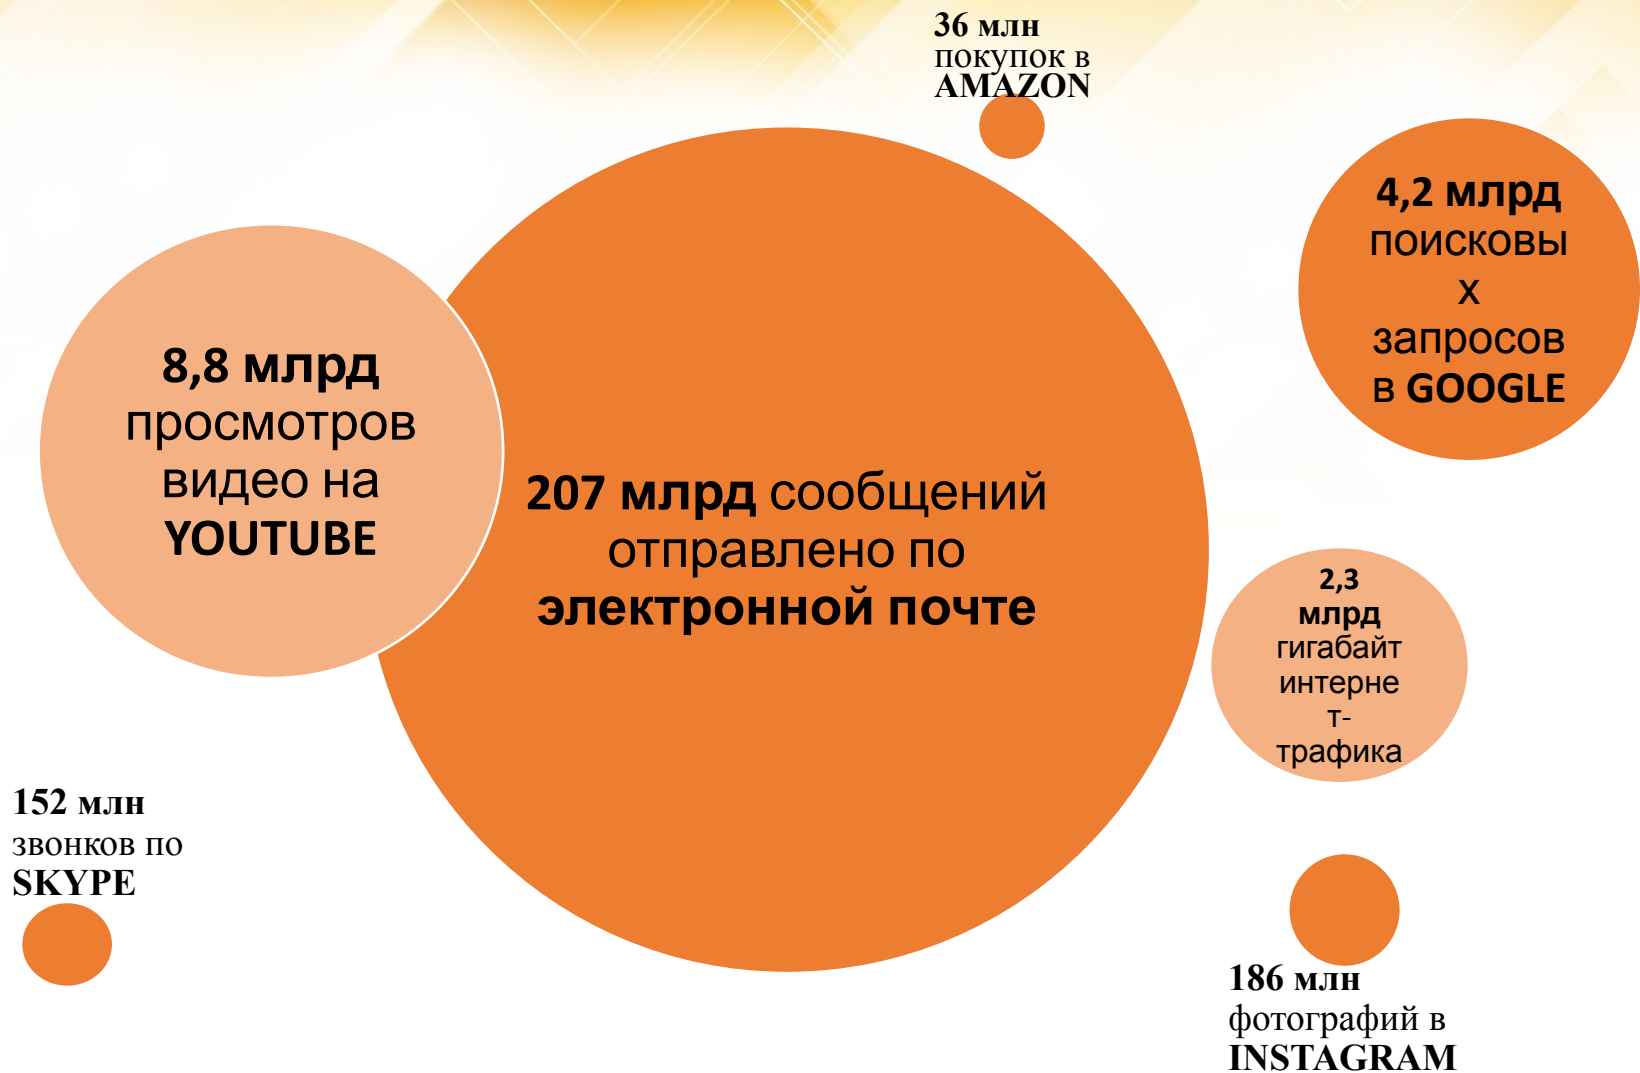 36 млн
покупок в
AMAZON
4,2 млрд
поисковы
х
запросов
в GOOGLE
8,8 млрд
просмотров
видео на
YOUTUBE
207 млрд сообщений
отправлено по
электронной почте
2,3
млрд
гигабайт
интерне
т-
трафика
152 млн
звонков по
SKYPE
186 млн
фотографий в
INSTAGRAM